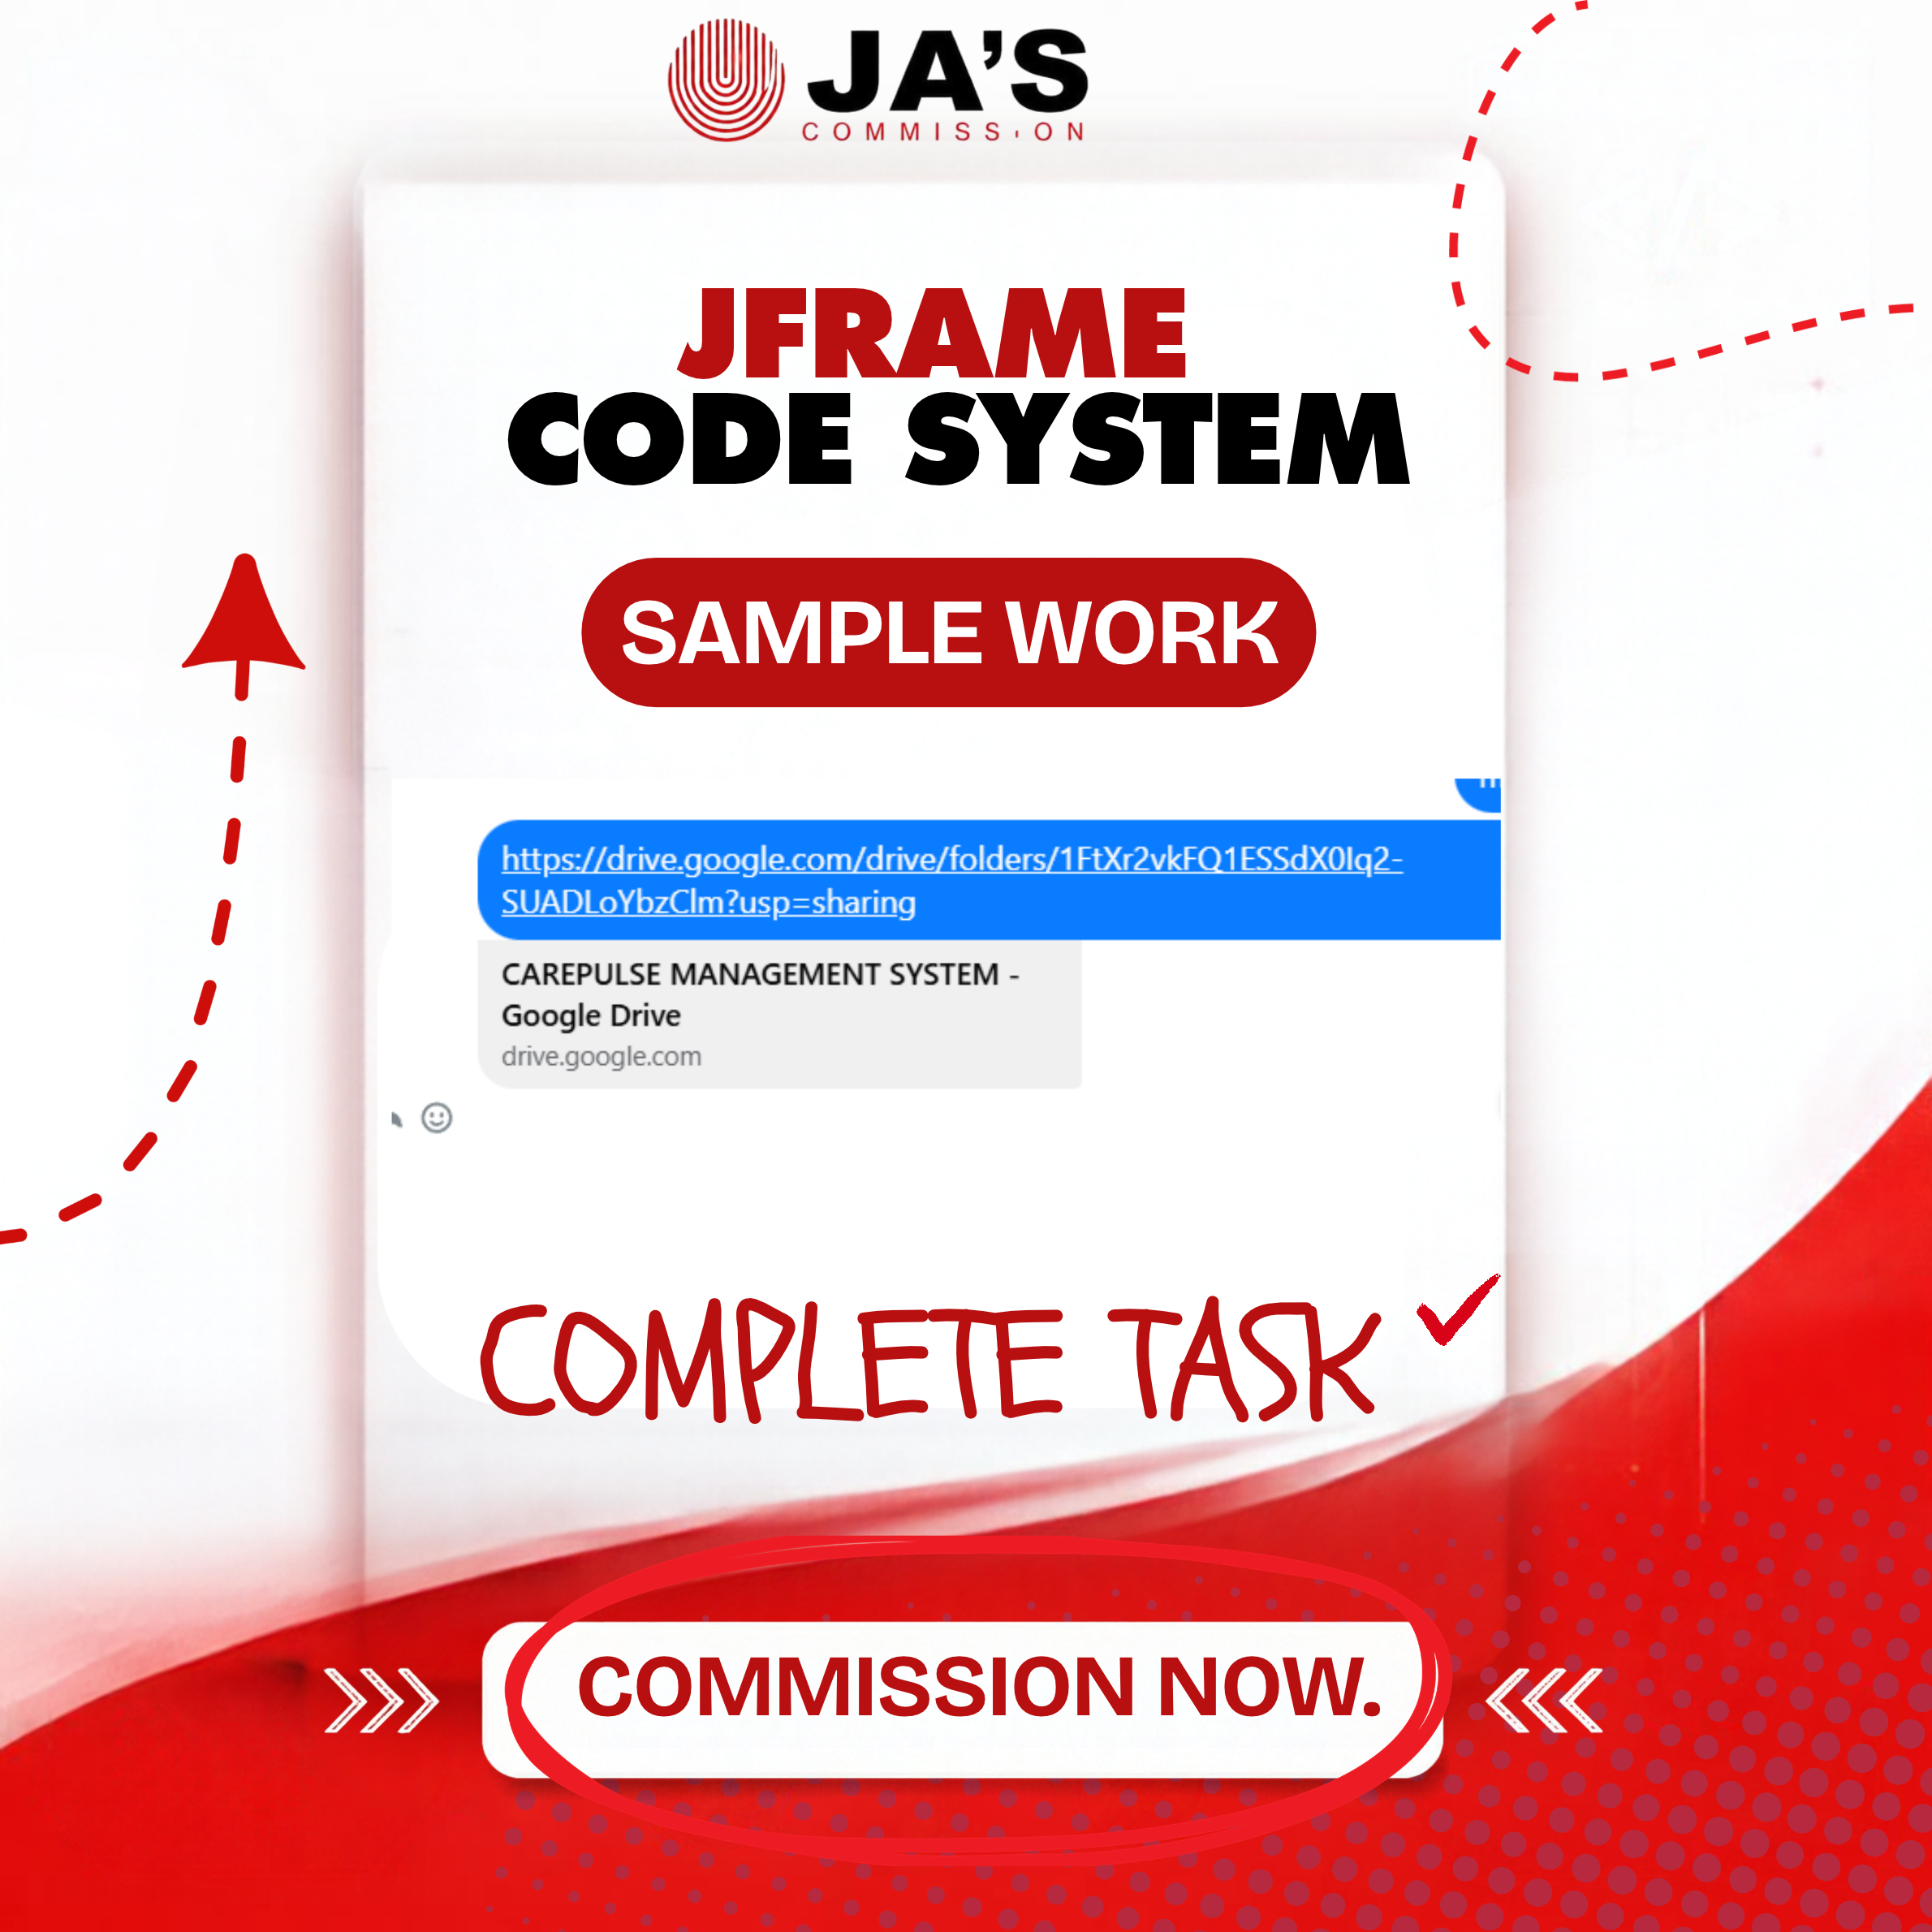 JA'S
COMMISSION
JFRAME
CODE SYSTEM
SAMPLE WORK
https://drive.google.com/drive/folders/1FtXr2vkFQ1ESSdX0Iq2-
SUADLoYbzClm?usp=sharing
CAREPULSE MANAGEMENT SYSTEM -
Google Drive
drive.google.com
COMPLETE TASK
COMMISSION NOW.